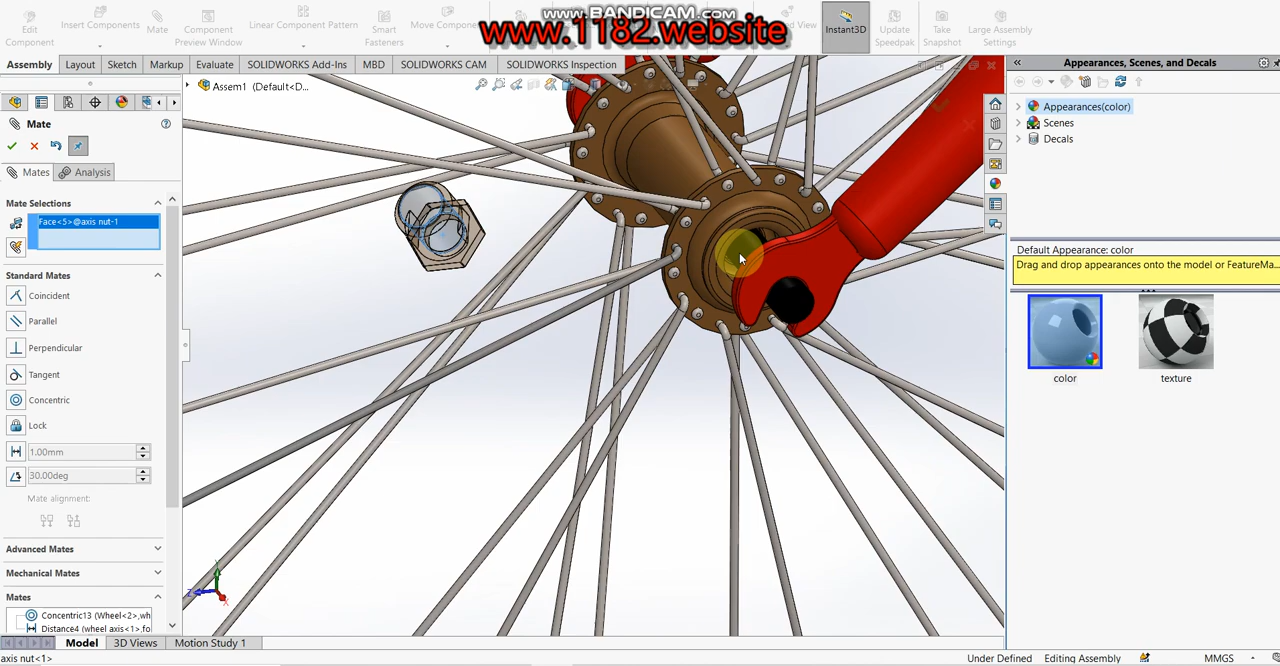 www.BANDICAM.com
www.1182.website
Edit
Component
Insert Components
Mate
Component
Preview Window
Linear Component Pattern
Smart
Fasteners
Move Component
Instant3D
Update
Speedpak
Take
Snapshot
Large Assembly
Settings
Assembly
Layout
Sketch
Markup
Evaluate
SOLIDWORKS Add-Ins
MBD
SOLIDWORKS CAM
SOLIDWORKS Inspection
Assem1 (Default<D...
Mate
Mates
Analysis
Mate Selections
Face<5>@axis nut-1
Standard Mates
Coincident
Parallel
Perpendicular
Tangent
Concentric
Lock
1.00mm
30.00deg
Mate alignment:
Advanced Mates
Mechanical Mates
Mates
Concentric13 (Wheel<2>,wh
Distance4 (wheel axis<1>,fo
Appearances, Scenes, and Decals
Appearances(color)
Scenes
Decals
Default Appearance: color
Drag and drop appearances onto the model or FeatureMa...
color
texture
Model
3D Views
Motion Study 1
axis nut<1>
Under Defined
Editing Assembly
MMGS